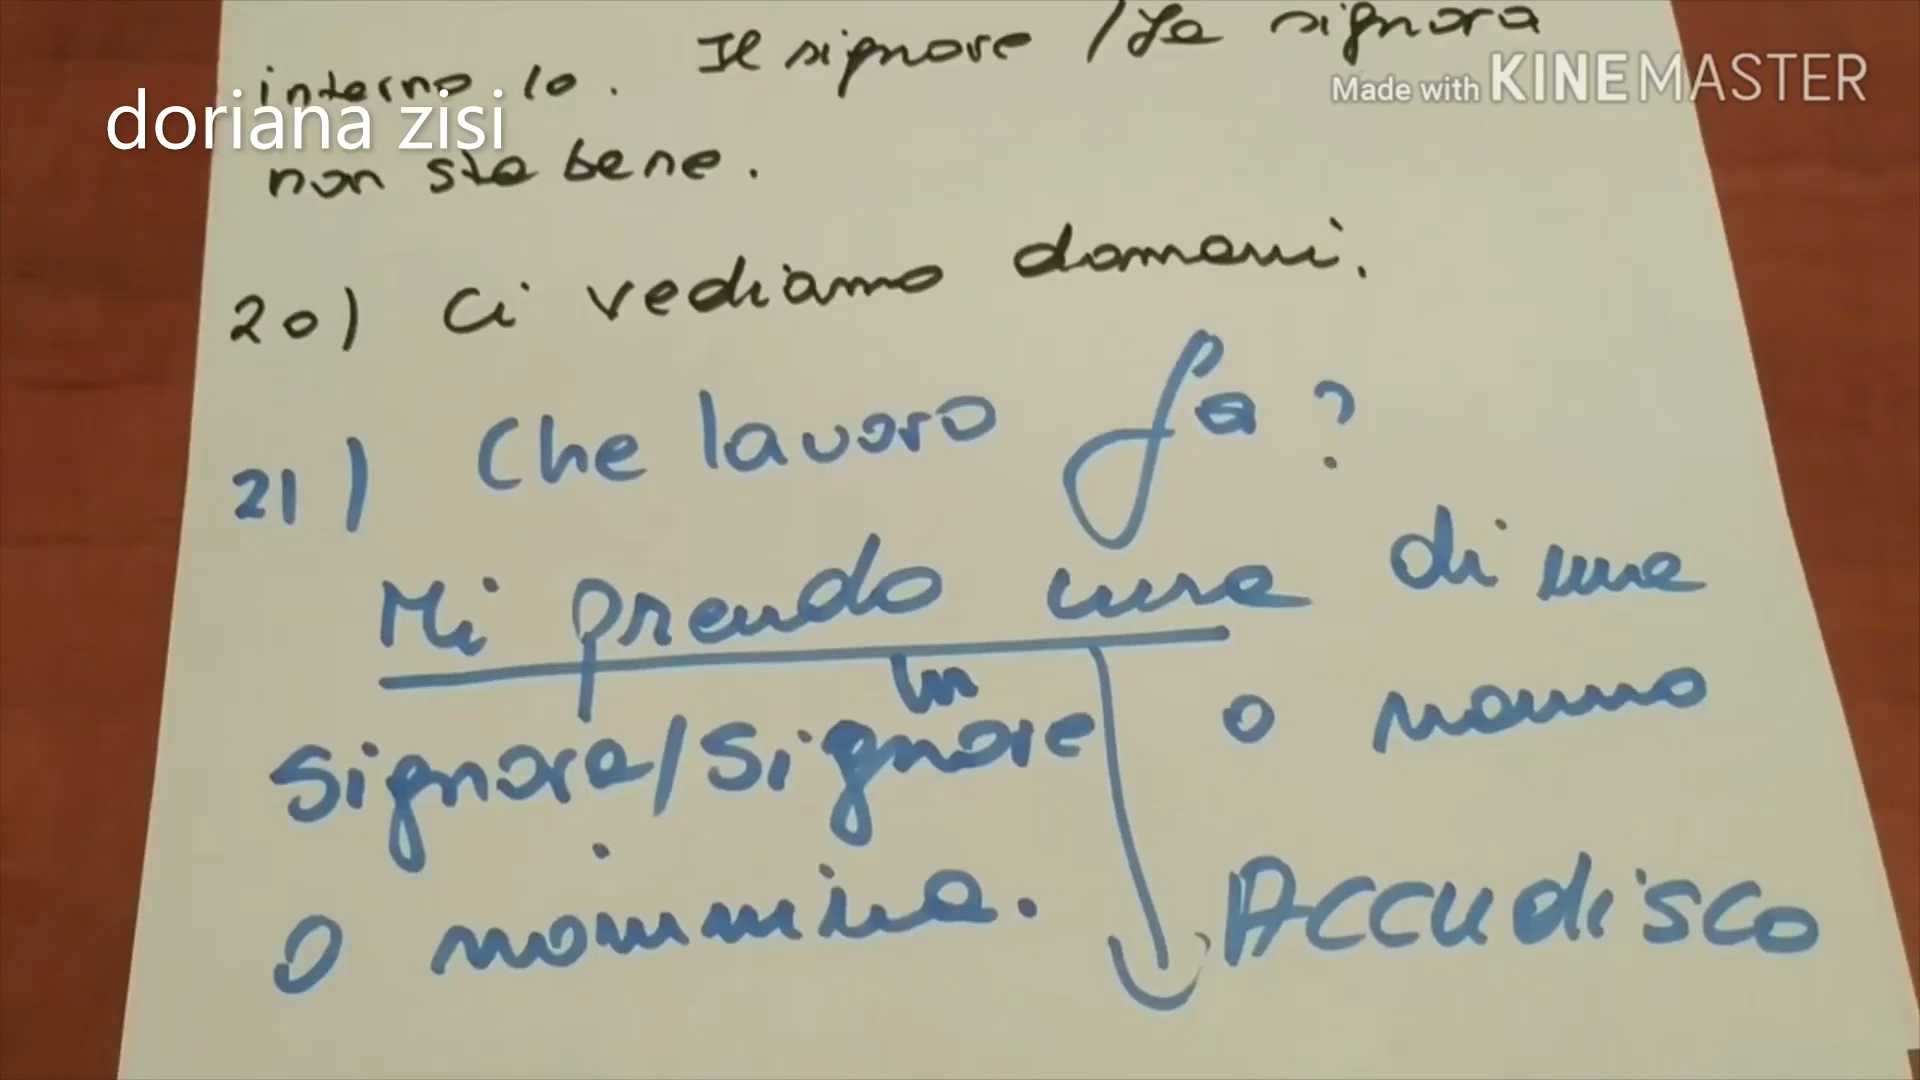 Il signore / La signora
interno 10.
non sta bene.
20) Ci vediamo domani.
21) Che lavoro fa?
Mi prendo cura di una
signora/signore o nonno
un
o nonnina.
Accudisco
doriana zisi
Made with KINEMASTER